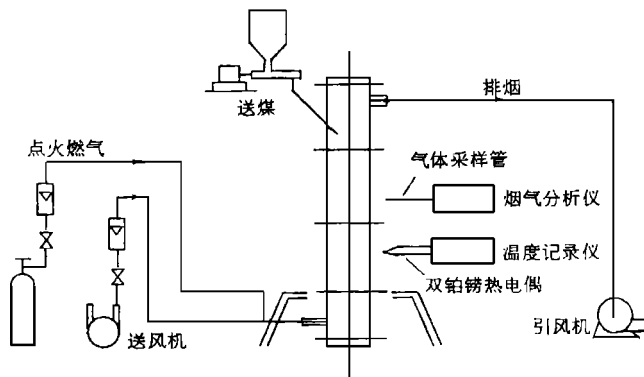 排烟
送煤
点火燃气
气体采样管
烟气分析仪
温度记录仪
双铂铹热电偶
送风机
引风机